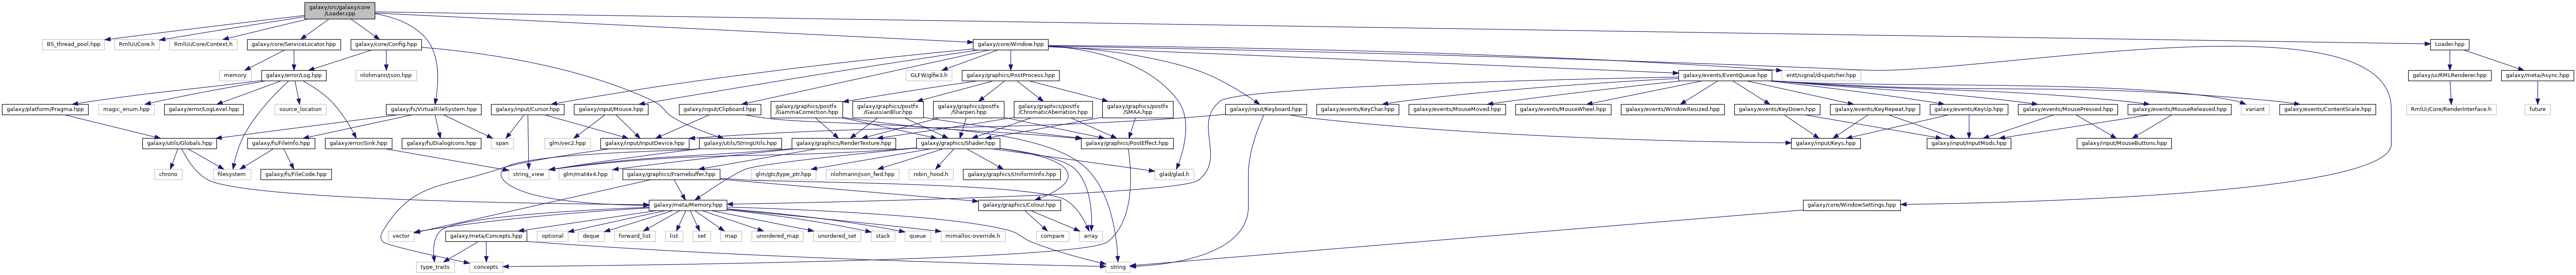 galaxy/src/galaxy/core
/Loader.cpp
BS_thread_pool.hpp
RmlUi/Core.h
RmlUi/Core/Context.h
galaxy/core/ServiceLocator.hpp
galaxy/core/Config.hpp
galaxy/core/Window.hpp
Loader.hpp
memory
galaxy/error/Log.hpp
nlohmann/json.hpp
GLFW/glfw3.h
galaxy/graphics/PostProcess.hpp
galaxy/events/EventQueue.hpp
entt/signal/dispatcher.hpp
galaxy/ui/RMLRenderer.hpp
galaxy/meta/Async.hpp
galaxy/platform/Pragma.hpp
magic_enum.hpp
galaxy/error/LogLevel.hpp
source_location
galaxy/fs/VirtualFileSystem.hpp
galaxy/input/Cursor.hpp
galaxy/input/Mouse.hpp
galaxy/input/Clipboard.hpp
galaxy/graphics/postfx
/GammaCorrection.hpp
galaxy/graphics/postfx
/GaussianBlur.hpp
galaxy/graphics/postfx
/Sharpen.hpp
galaxy/graphics/postfx
/ChromaticAberration.hpp
galaxy/graphics/postfx
/SMAA.hpp
galaxy/input/Keyboard.hpp
galaxy/events/KeyChar.hpp
galaxy/events/MouseMoved.hpp
galaxy/events/MouseWheel.hpp
galaxy/events/WindowResized.hpp
galaxy/events/KeyDown.hpp
galaxy/events/KeyRepeat.hpp
galaxy/events/KeyUp.hpp
galaxy/events/MousePressed.hpp
galaxy/events/MouseReleased.hpp
variant
galaxy/events/ContentScale.hpp
RmlUi/Core/RenderInterface.h
future
galaxy/utils/Globals.hpp
galaxy/fs/FileInfo.hpp
galaxy/error/Sink.hpp
galaxy/fs/DialogIcons.hpp
span
glm/vec2.hpp
galaxy/input/InputDevice.hpp
galaxy/utils/StringUtils.hpp
galaxy/graphics/RenderTexture.hpp
galaxy/graphics/Shader.hpp
galaxy/graphics/PostEffect.hpp
galaxy/input/Keys.hpp
galaxy/input/InputMods.hpp
galaxy/input/MouseButtons.hpp
chrono
filesystem
galaxy/fs/FileCode.hpp
string_view
glm/mat4x4.hpp
galaxy/graphics/Framebuffer.hpp
glm/gtc/type_ptr.hpp
nlohmann/json_fwd.hpp
robin_hood.h
galaxy/graphics/UniformInfo.hpp
glad/glad.h
galaxy/meta/Memory.hpp
galaxy/graphics/Colour.hpp
galaxy/core/WindowSettings.hpp
vector
galaxy/meta/Concepts.hpp
optional
deque
forward_list
list
set
map
unordered_map
unordered_set
stack
queue
mimalloc-override.h
compare
array
type_traits
concepts
string